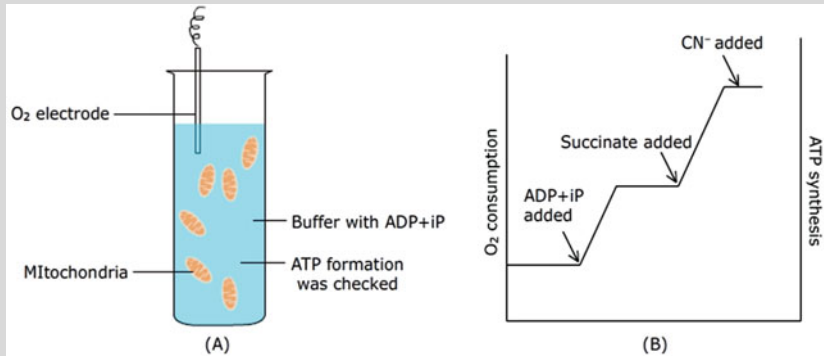 O₂ electrode
Buffer with ADP+iP
MItochondria
ATP formation
was checked
(A)
CN⁻ added
Succinate added
ADP+iP
added
O₂ consumption
ATP synthesis
(B)